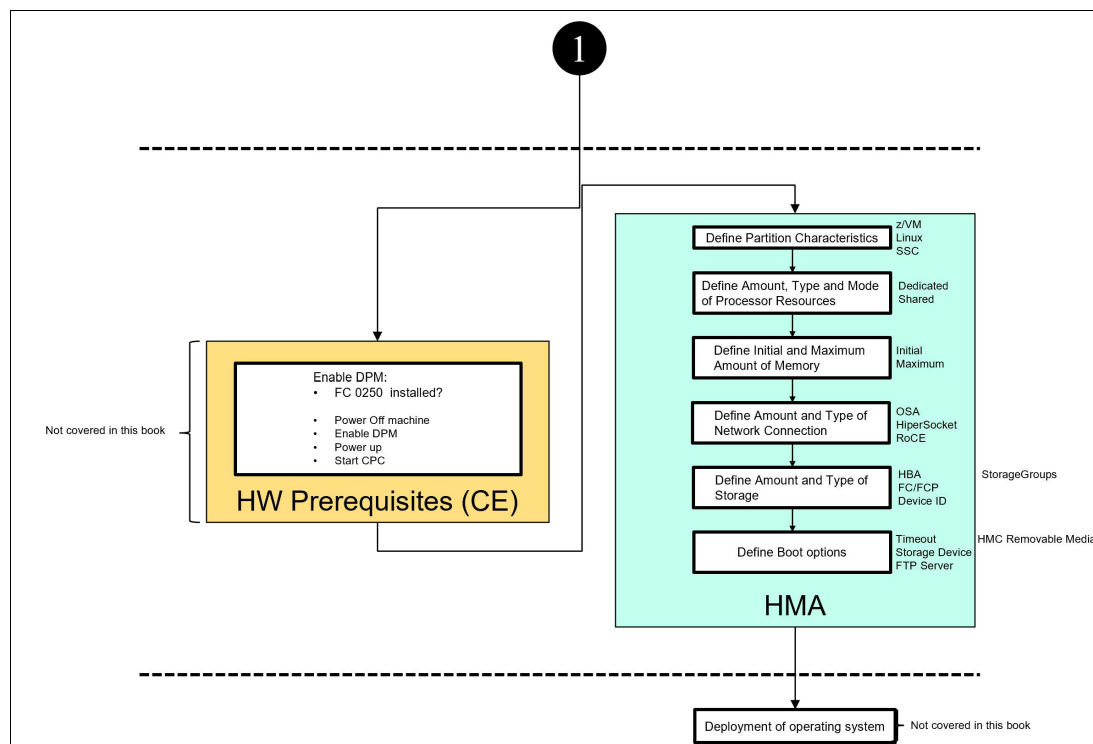 1
z/VM
Define Partition Characteristics
Linux
SSC
Define Amount, Type and Mode
of Processor Resources
Dedicated
Shared
Define Initial and Maximum
Amount of Memory
Initial
Maximum
Define Amount and Type of
Network Connection
OSA
HiperSocket
RoCE
Define Amount and Type of
Storage
HBA
FC/FCP
Device ID
StorageGroups
Define Boot options
Timeout
Storage Device
FTP Server
HMC Removable Media
HMA
Not covered in this book
Enable DPM:
• FC 0250 installed?
• Power Off machine
• Enable DPM
• Power up
• Start CPC
HW Prerequisites (CE)
Deployment of operating system
Not covered in this book